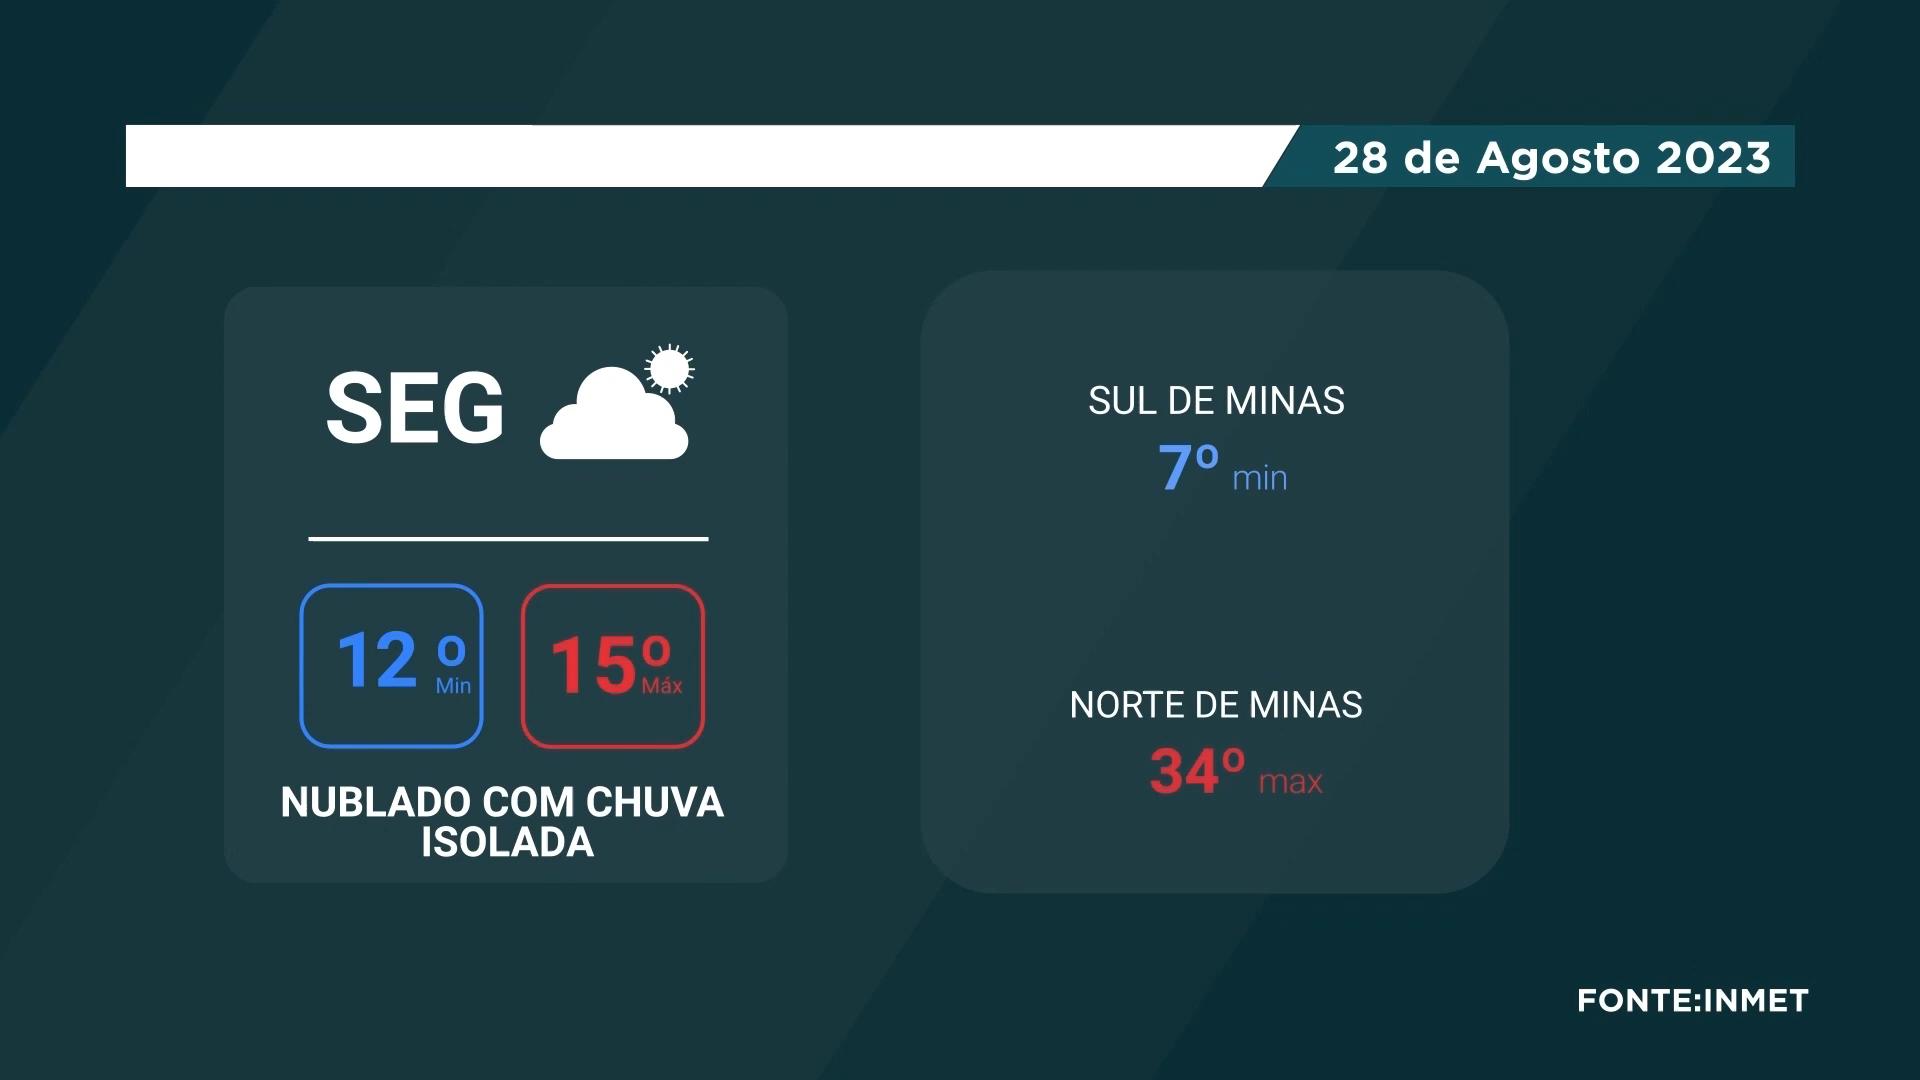 28 de Agosto 2023
SEG
12º Min
15º Máx
NUBLADO COM CHUVA
ISOLADA
SUL DE MINAS
7º min
NORTE DE MINAS
34º max
FONTE:INMET